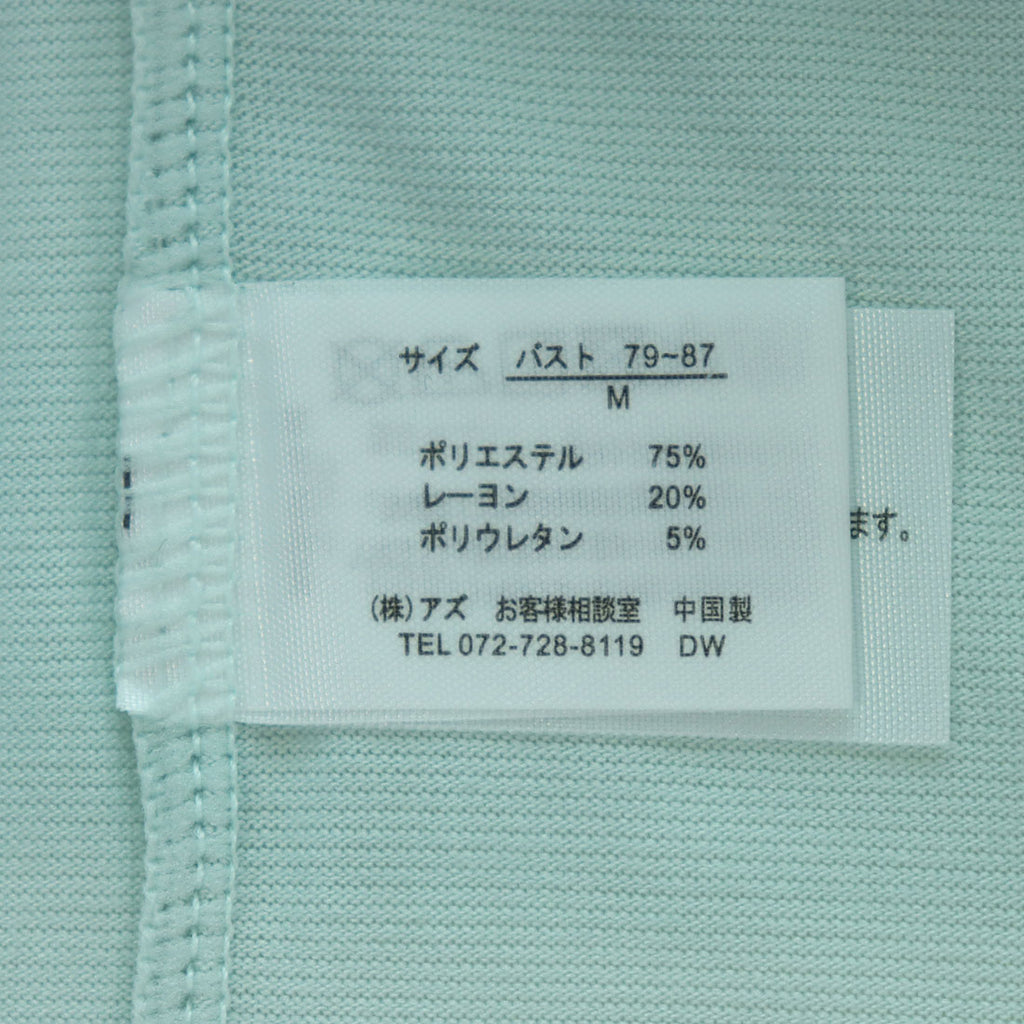 サイズ バスト 79~87
M
ポリエステル 75%
レーヨン 20%
ポリウレタン 5%
(株)アズ お客様相談室 中国製
TEL 072-728-8119 DW
ます。